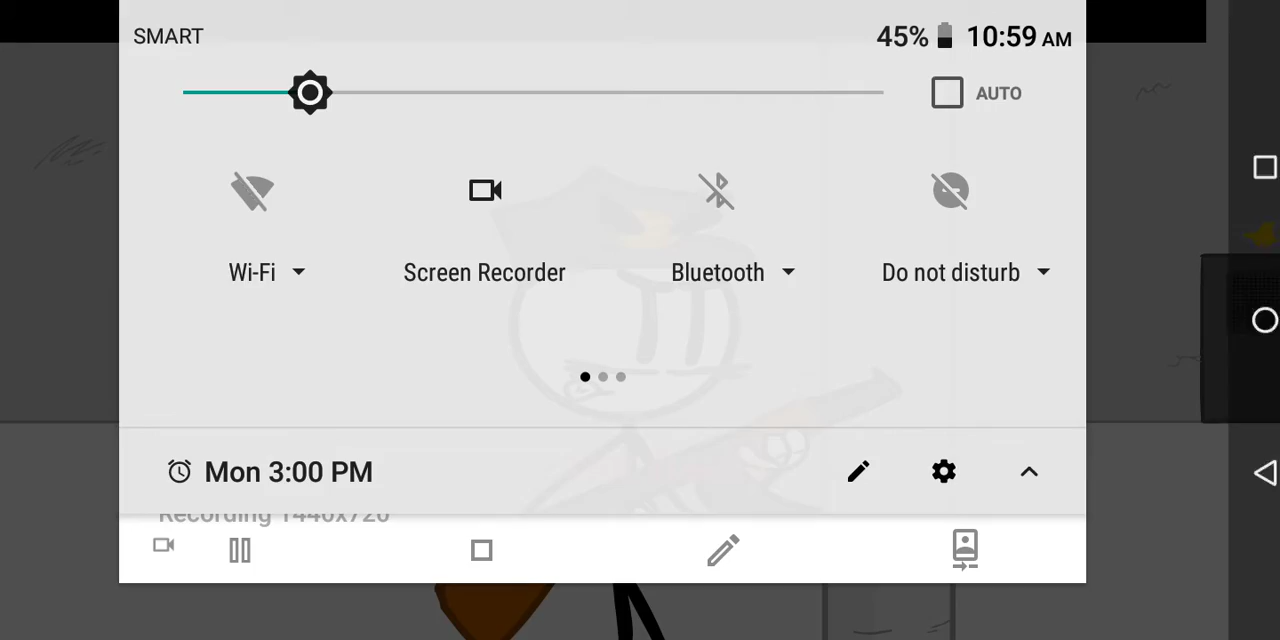 SMART
45% 10:59 AM
AUTO
Wi-Fi
Screen Recorder
Bluetooth
Do not disturb
Mon 3:00 PM
Recording 1440x720